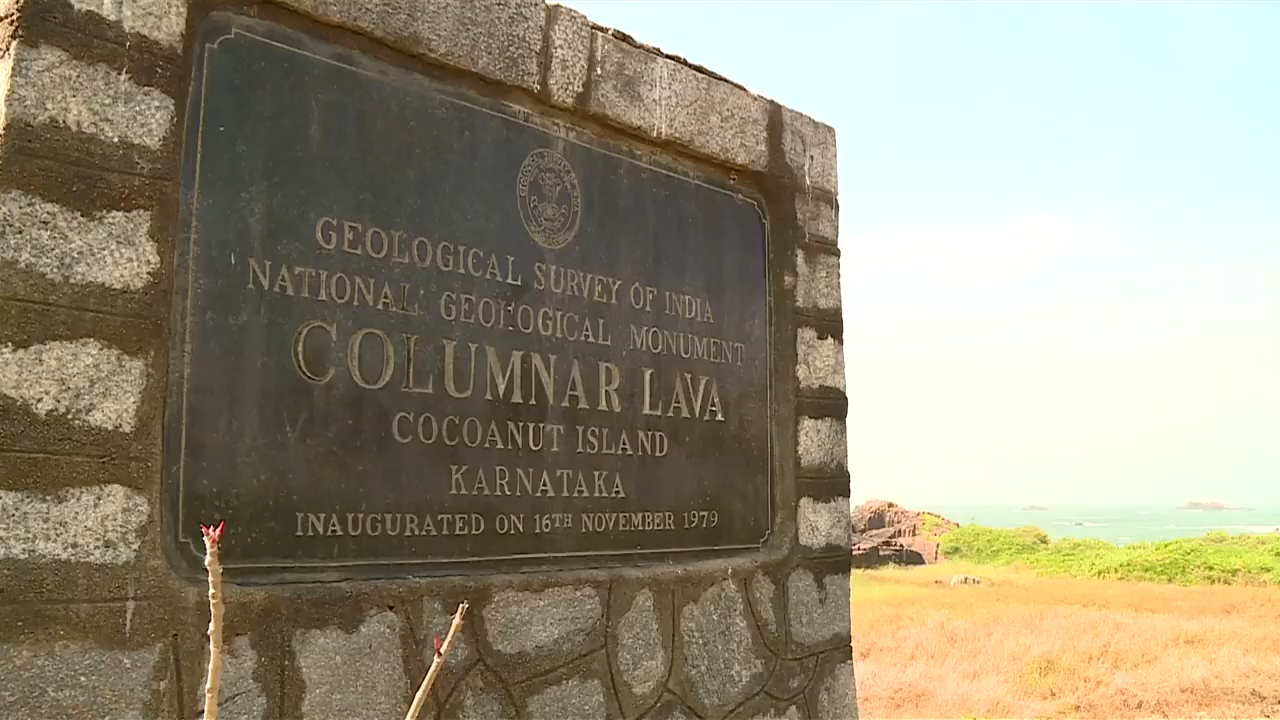 GEOLOGICAL SURVEY OF INDIA
NATIONAL GEOLOGICAL MONUMENT
COLUMNAR LAVA
COCOANUT ISLAND
KARNATAKA
INAUGURATED ON 16TH NOVEMBER 1979